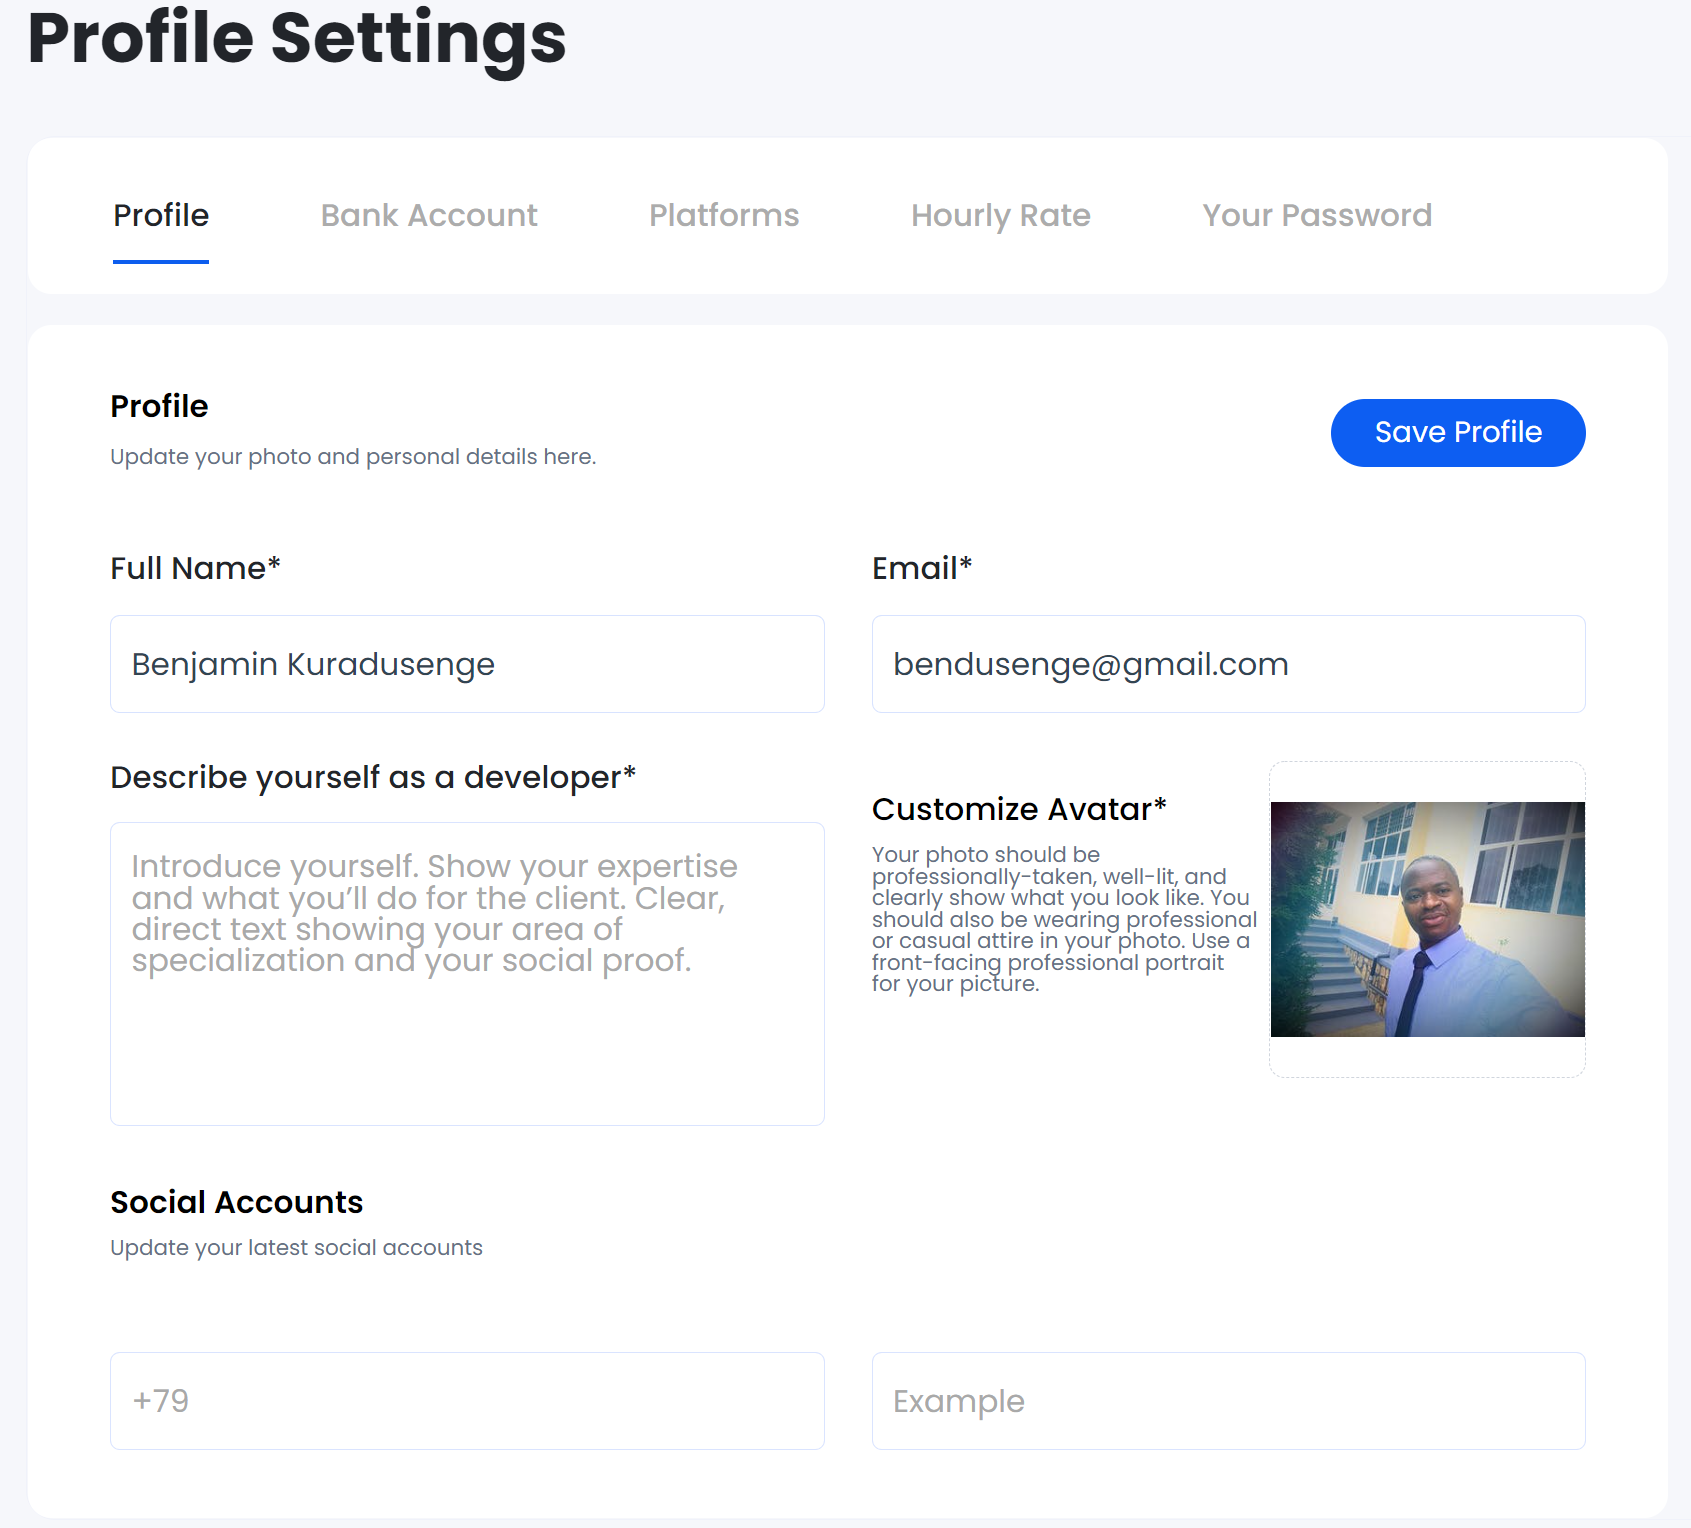 Profile Settings
Profile
Bank Account
Platforms
Hourly Rate
Your Password
Profile
Update your photo and personal details here.
Save Profile
Full Name*
Benjamin Kuradusenge
Email*
bendusenge@gmail.com
Describe yourself as a developer*
Introduce yourself. Show your expertise
and what you’ll do for the client. Clear,
direct text showing your area of
specialization and your social proof.
Customize Avatar*
Your photo should be
professionally-taken, well-lit, and
clearly show what you look like. You
should also be wearing professional
or casual attire in your photo. Use a
front-facing professional portrait
for your picture.
Social Accounts
Update your latest social accounts
+79
Example